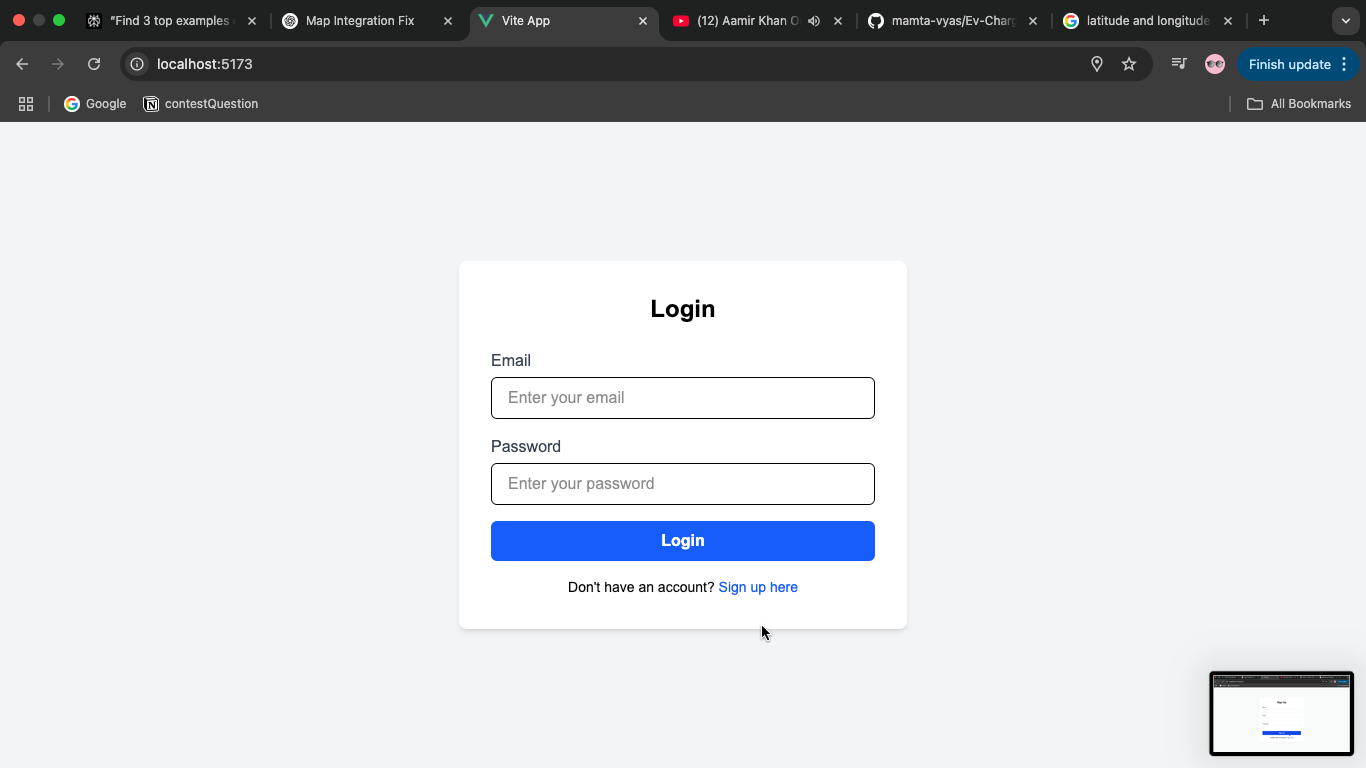 "Find 3 top examples
Map Integration Fix
Vite App
(12) Aamir Khan
mamta-vyas/Ev-Char
latitude and longitude
localhost:5173
Finish update
Google
contestQuestion
All Bookmarks
Login
Email
Enter your email
Password
Enter your password
Login
Don't have an account? Sign up here